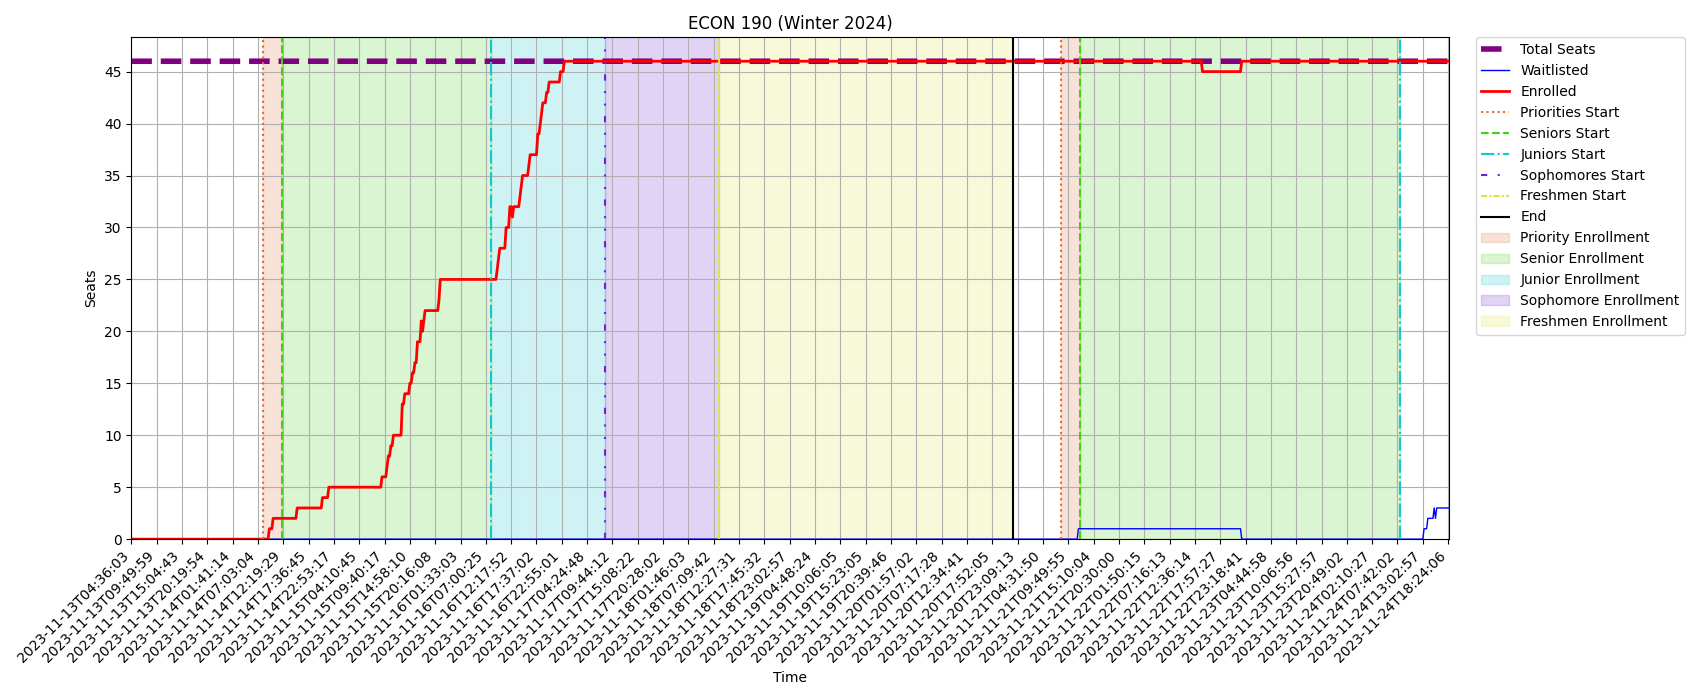 ECON 190 (Winter 2024)
Seats
45
40
35
30
25
20
15
10
5
0
2023-11-13T04:36:03
2023-11-13T09:49:59
2023-11-13T15:04:43
2023-11-13T20:19:54
2023-11-14T01:41:14
2023-11-14T07:03:04
2023-11-14T12:19:29
2023-11-14T17:36:45
2023-11-14T22:53:17
2023-11-15T04:10:45
2023-11-15T09:40:17
2023-11-15T14:58:10
2023-11-15T20:16:08
2023-11-16T01:33:03
2023-11-16T07:00:25
2023-11-16T12:17:52
2023-11-16T17:37:02
2023-11-16T22:55:01
2023-11-17T04:24:48
2023-11-17T09:44:12
2023-11-17T15:08:22
2023-11-17T20:28:02
2023-11-18T01:46:03
2023-11-18T07:09:42
2023-11-18T12:27:31
2023-11-18T17:45:32
2023-11-18T23:02:57
2023-11-19T04:48:24
2023-11-19T10:06:05
2023-11-19T15:23:05
2023-11-19T20:39:46
2023-11-20T01:57:02
2023-11-20T07:17:28
2023-11-20T12:34:41
2023-11-20T17:52:05
2023-11-20T23:09:13
2023-11-21T04:31:50
2023-11-21T09:49:55
2023-11-21T15:10:04
2023-11-21T20:30:00
2023-11-22T01:50:15
2023-11-22T07:16:13
2023-11-22T12:36:14
2023-11-22T17:57:27
2023-11-22T23:18:41
2023-11-23T04:44:58
2023-11-23T10:06:56
2023-11-23T15:27:57
2023-11-23T20:49:02
2023-11-24T02:10:27
2023-11-24T07:42:02
2023-11-24T13:02:57
2023-11-24T18:24:06
Time
Total Seats
Waitlisted
Enrolled
Priorities Start
Seniors Start
Juniors Start
Sophomores Start
Freshmen Start
End
Priority Enrollment
Senior Enrollment
Junior Enrollment
Sophomore Enrollment
Freshmen Enrollment